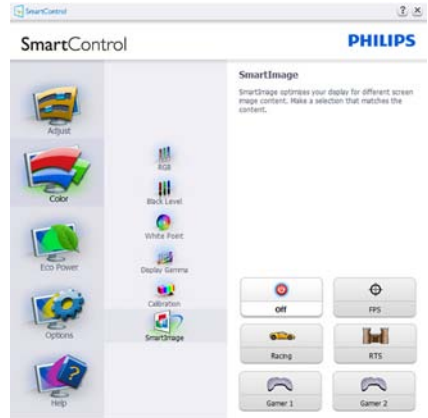 SmartControl
SmartControl
PHILIPS
Adjust
Color
Eco Power
Options
Help
RGB
Black Level
White Point
Display Gamma
Calibration
SmartImage
SmartImage
SmartImage optimizes your display for different screen
image content. Make a selection that matches the
content.
Off
FPS
Racing
RTS
Gamer 1
Gamer 2